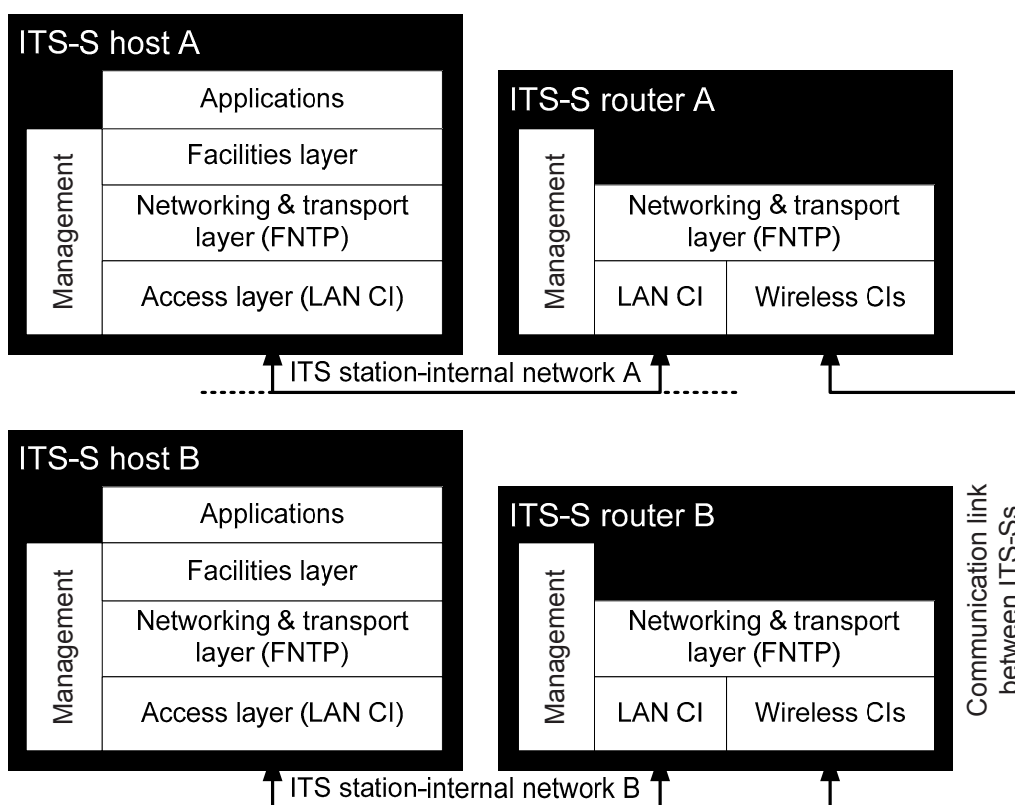 ITS-S host A
Applications
Management
Facilities layer
Networking & transport
layer (FNTP)
Access layer (LAN CI)
ITS-S router A
Management
Networking & transport
layer (FNTP)
LAN CI
Wireless CIs
ITS station-internal network A
ITS-S host B
Applications
Management
Facilities layer
Networking & transport
layer (FNTP)
Access layer (LAN CI)
ITS-S router B
Management
Networking & transport
layer (FNTP)
LAN CI
Wireless CIs
Communication link
between ITS-Ss
ITS station-internal network B